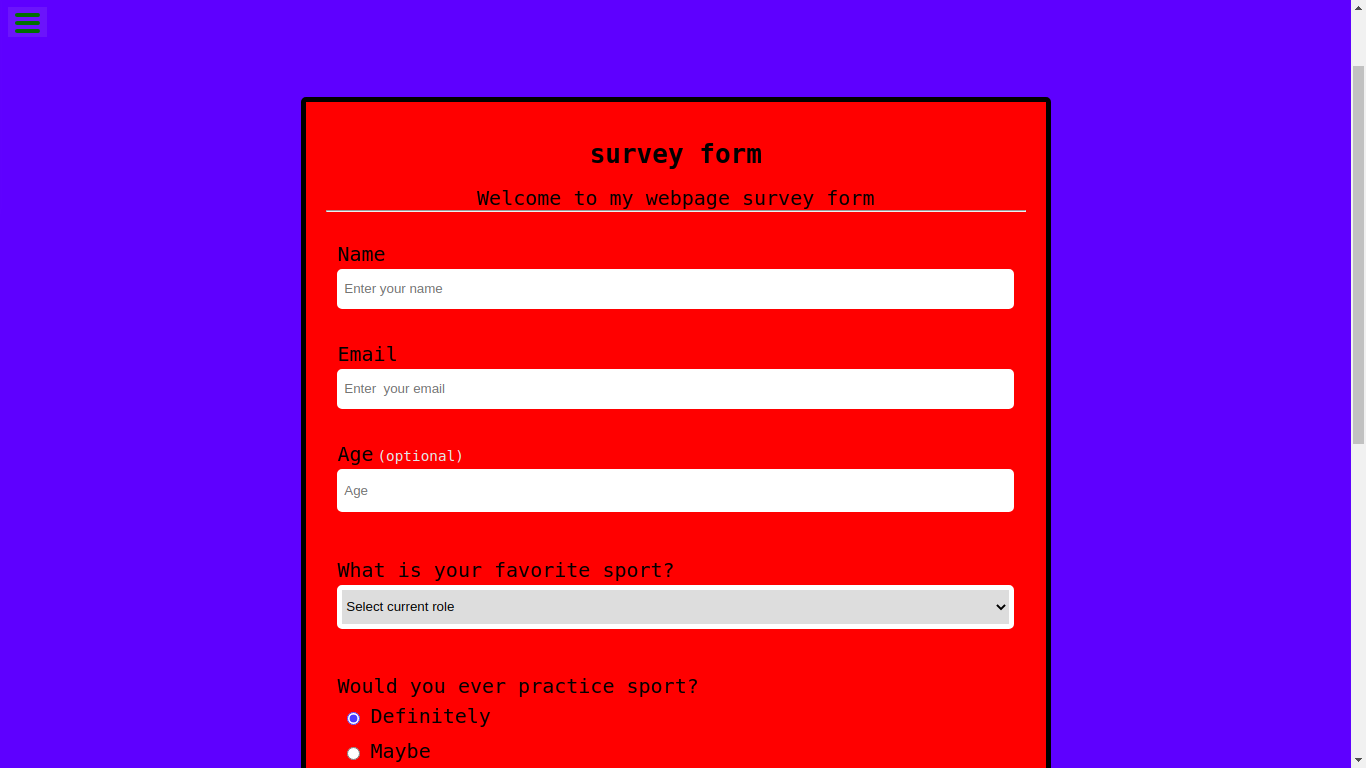 survey form
Welcome to my webpage survey form
Name
Enter your name
Email
Enter  your email
Age (optional)
Age
What is your favorite sport?
Select current role
Would you ever practice sport?
Definitely
Maybe